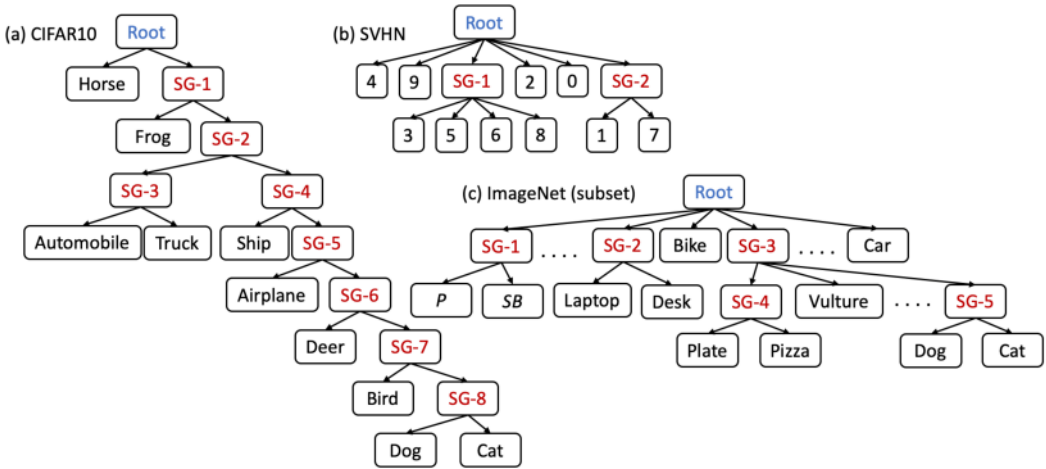 (a) CIFAR10
Root
Horse
SG-1
Frog
SG-2
SG-3
SG-4
Automobile
Truck
Ship
SG-5
Airplane
SG-6
Deer
SG-7
Bird
SG-8
Dog
Cat
(b) SVHN
Root
4
9
SG-1
2
0
SG-2
3
5
6
8
1
7
(c) ImageNet (subset)
Root
SG-1
. . . .
SG-2
Bike
SG-3
. . . .
Car
P
SB
Laptop
Desk
SG-4
Vulture
. . . .
SG-5
Plate
Pizza
Dog
Cat